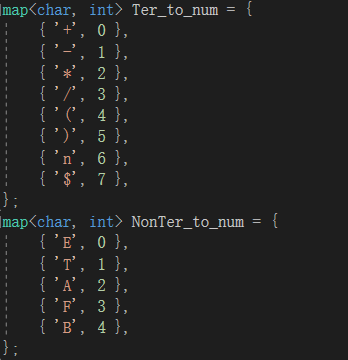 map<char, int> Ter_to_num = {
{ '+', 0 },
{ '-', 1 },
{ '*', 2 },
{ '/', 3 },
{ '(', 4 },
{ ')', 5 },
{ 'n', 6 },
{ '$', 7 },
};
map<char, int> NonTer_to_num = {
{ 'E', 0 },
{ 'T', 1 },
{ 'A', 2 },
{ 'F', 3 },
{ 'B', 4 },
};